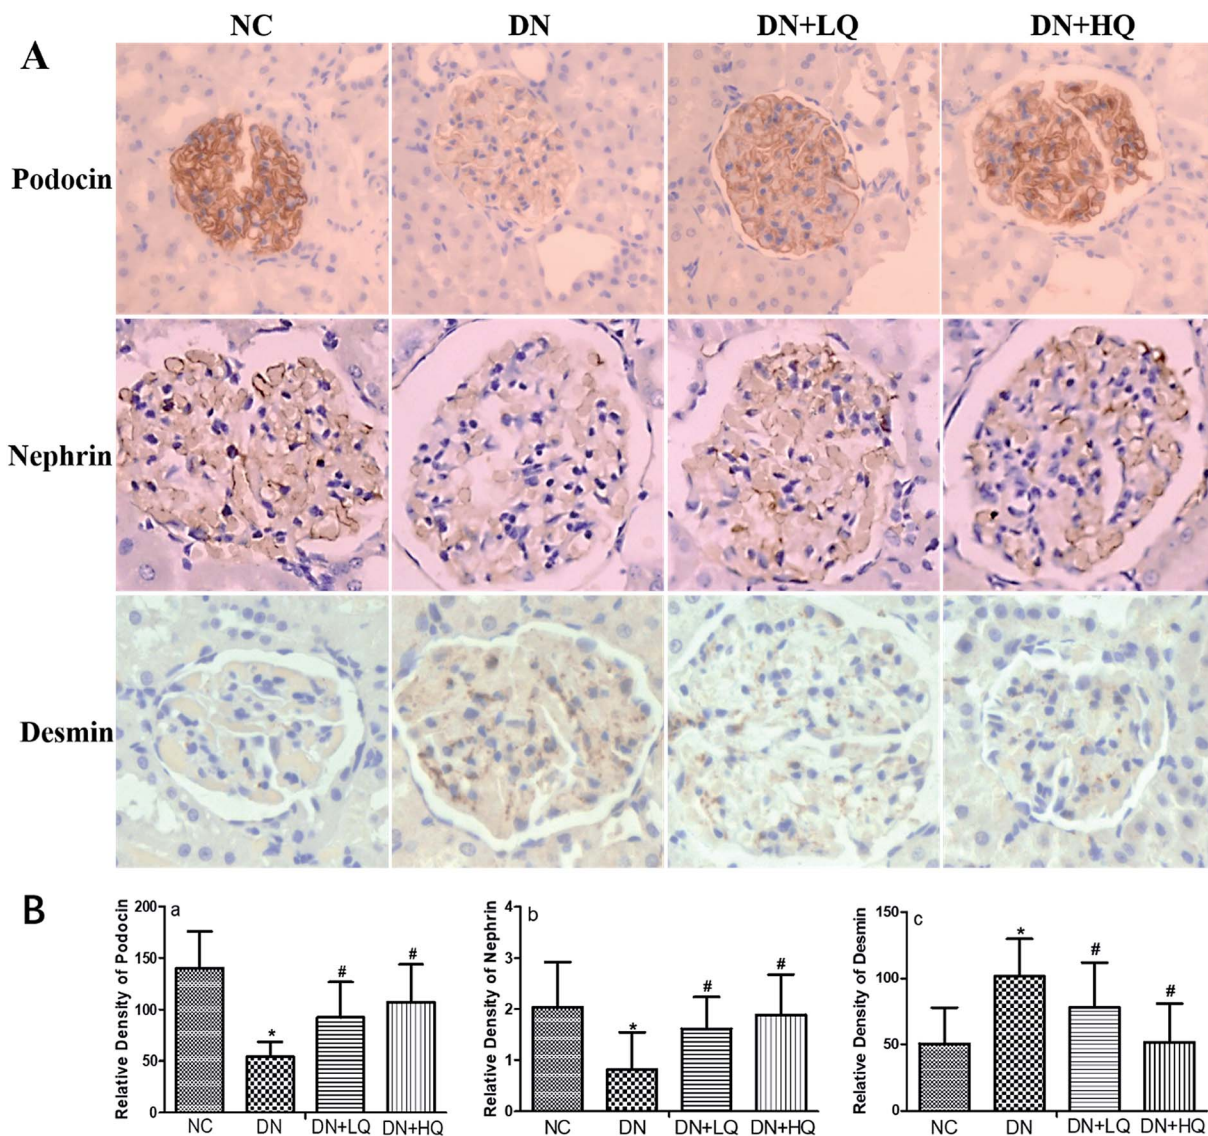 NC DN DN+LQ DN+HQ
A
Podocin
Nephrin
Desmin
B
a
Relative Density of Podocin
200
150
100
50
0
*
#
#
NC DN DN+LQ DN+HQ
b
Relative Density of Nephrin
4
3
2
1
0
*
#
#
NC DN DN+LQ DN+HQ
c
Relative Density of Desmin
150
100
50
0
*
#
#
NC DN DN+LQ DN+HQ